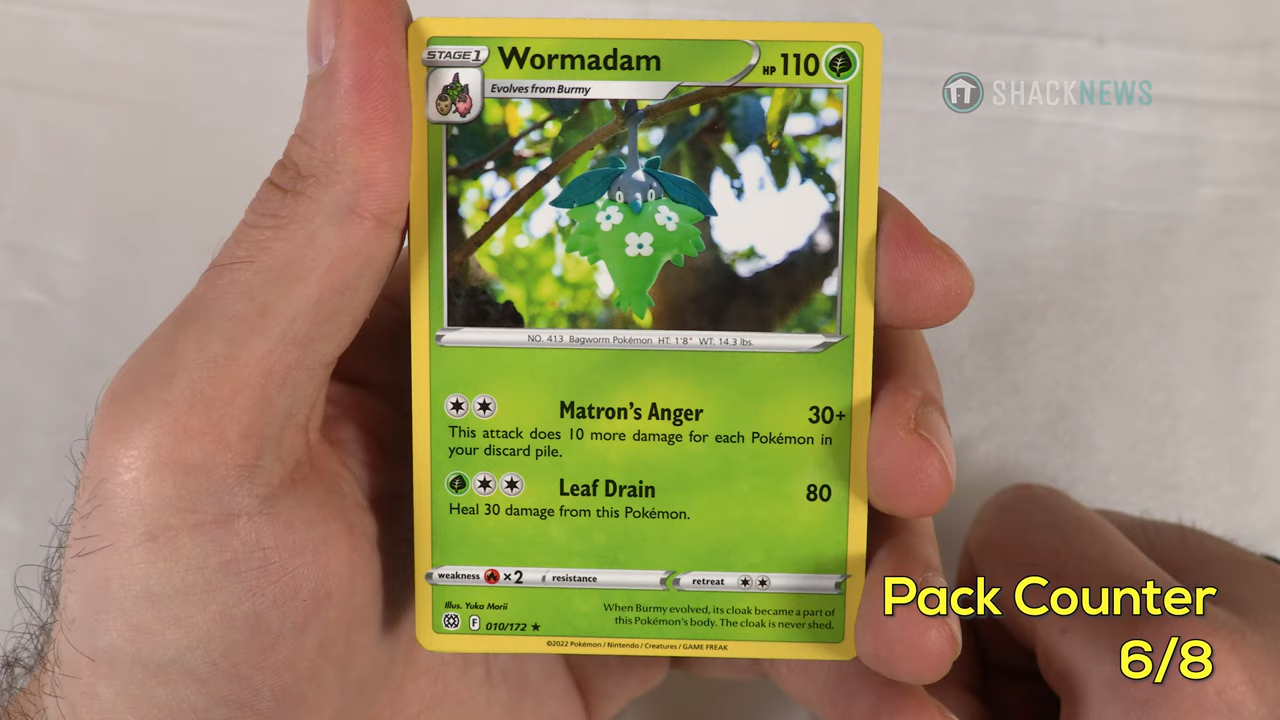 STAGE1
Wormadam
HP 110
Evolves from Burmy
SHACKNEWS
NO. 413 Bagworm Pokémon HT: 1'8" WT: 14.3 lbs.
Matron's Anger 30+
This attack does 10 more damage for each Pokémon in
your discard pile.
Leaf Drain 80
Heal 30 damage from this Pokémon.
weakness ×2 resistance retreat
Illus. Yuka Morii
F 010/172 ★
When Burmy evolved, its cloak became a part of
this Pokémon's body. The cloak is never shed.
©2022 Pokémon / Nintendo / Creatures / GAME FREAK
Pack Counter
6/8